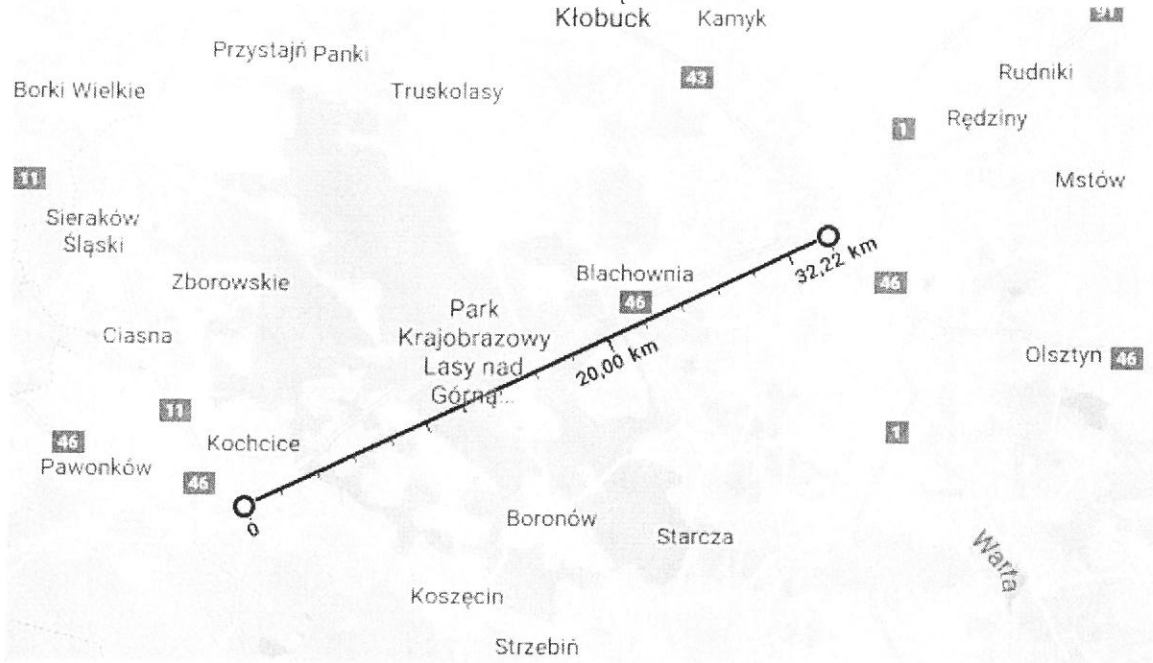 Kłobuck
Kamyk
91
Przystajń Panki
43
Rudniki
Borki Wielkie
Truskolasy
Rędziny
1
11
Mstów
Sieraków
Śląski
32,22 km
Blachownia
Zborowskie
46
46
Park
Krajobrazowy
Lasy nad
Górną...
Ciasna
20,00 km
Olsztyn 46
11
46
Kochcice
1
Pawonków
46
0
Boronów
Starcza
Warta
Koszęcin
Strzebiń